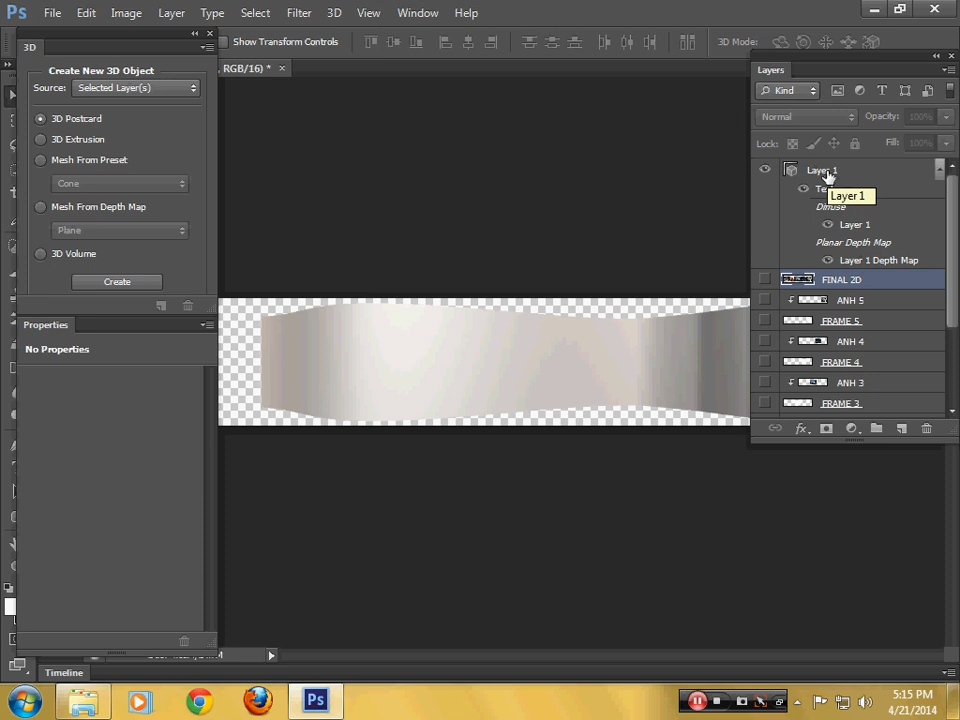 Ps File Edit Image Layer Type Select Filter 3D View Window Help
Show Transform Controls
3D Mode:
3D
, RGB/16) * ×
Create New 3D Object
Source: Selected Layer(s)
3D Postcard
3D Extrusion
Mesh From Preset
Cone
Mesh From Depth Map
Plane
3D Volume
Create
Properties
No Properties
Layers
Kind
Normal Opacity: 100%
Lock: Fill: 100%
Layer 1
Layer 1
Diffuse
Layer 1
Planar Depth Map
Layer 1 Depth Map
FINAL 2D
ANH 5
FRAME 5
ANH 4
FRAME 4
ANH 3
FRAME 3
Timeline
Ps
5:15 PM
4/21/2014